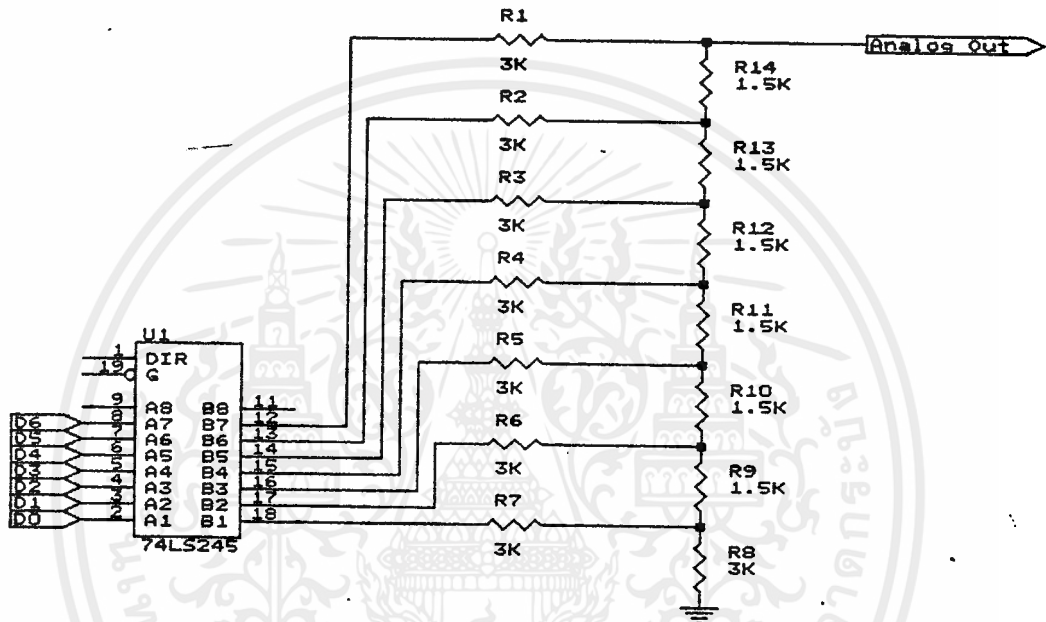 R1
3K
Analog Out
R14
1.5K
R2
3K
R13
1.5K
R3
3K
R12
1.5K
R4
3K
R11
1.5K
R5
3K
R10
1.5K
R6
3K
R9
1.5K
R7
3K
R8
3K
U1
1 DIR
19 G
9 A8 B8 11
D6 8 A7 B7 12
D5 7 A6 B6 13
D4 6 A5 B5 14
D3 5 A4 B4 15
D2 4 A3 B3 16
D1 3 A2 B2 17
D0 2 A1 B1 18
74LS245